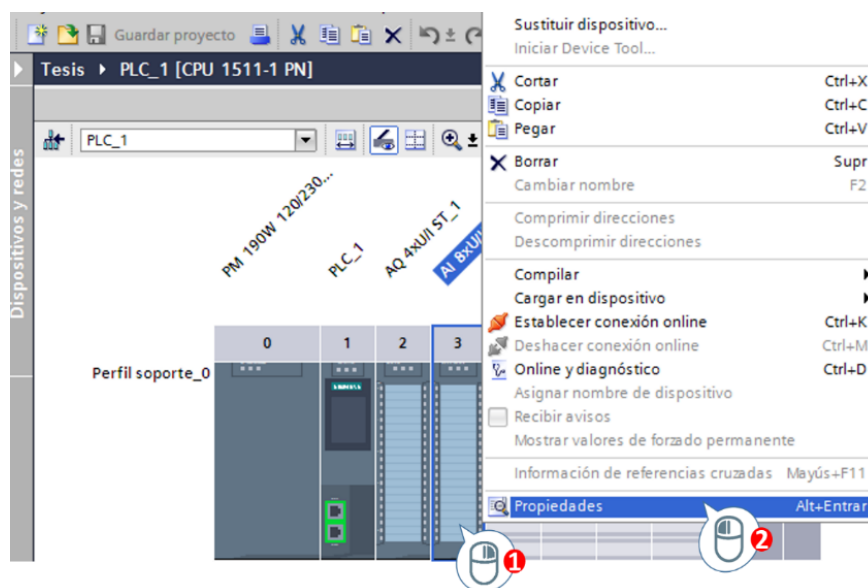 Sustituir dispositivo...
Iniciar Device Tool...
Guardar proyecto
Tesis PLC_1 [CPU 1511-1 PN]
Cortar Ctrl+X
Copiar Ctrl+C
Pegar Ctrl+V
PLC_1
Borrar Supr
Cambiar nombre F2
Comprimir direcciones
Descomprimir direcciones
Dispositivos y redes
PM 190W 120/230...
PLC_1
AQ 4xU/I ST_1
AI 8xU/I
Compilar
Cargar en dispositivo
Establecer conexión online Ctrl+K
Deshacer conexión online Ctrl+M
Online y diagnóstico Ctrl+D
Asignar nombre de dispositivo
Recibir avisos
Mostrar valores de forzado permanente
Información de referencias cruzadas Mayús+F11
Propiedades Alt+Entrar
0 1 2 3
Perfil soporte_0
SIEMENS
1
2